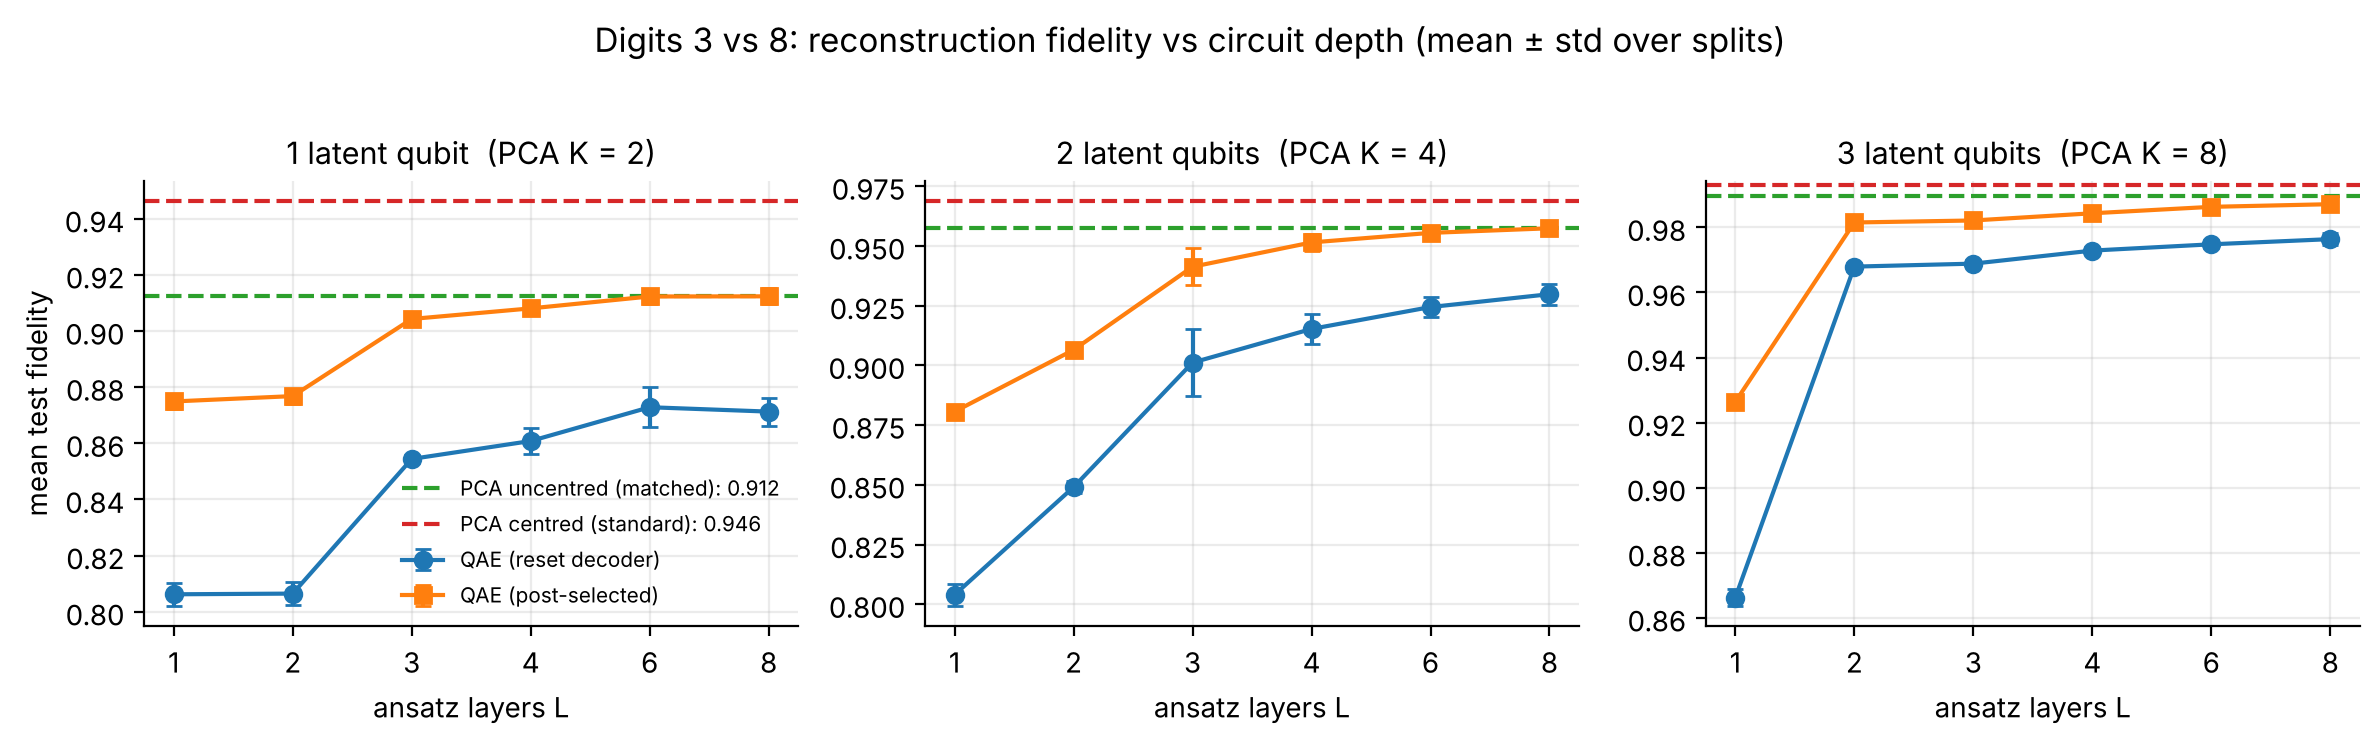 Digits 3 vs 8: reconstruction fidelity vs circuit depth (mean ± std over splits)
1 latent qubit (PCA K = 2)
mean test fidelity
0.94
0.92
0.90
0.88
0.86
0.84
0.82
0.80
PCA uncentred (matched): 0.912
PCA centred (standard): 0.946
QAE (reset decoder)
QAE (post-selected)
1 2 3 4 6 8
ansatz layers L
2 latent qubits (PCA K = 4)
0.975
0.950
0.925
0.900
0.875
0.850
0.825
0.800
1 2 3 4 6 8
ansatz layers L
3 latent qubits (PCA K = 8)
0.98
0.96
0.94
0.92
0.90
0.88
0.86
1 2 3 4 6 8
ansatz layers L